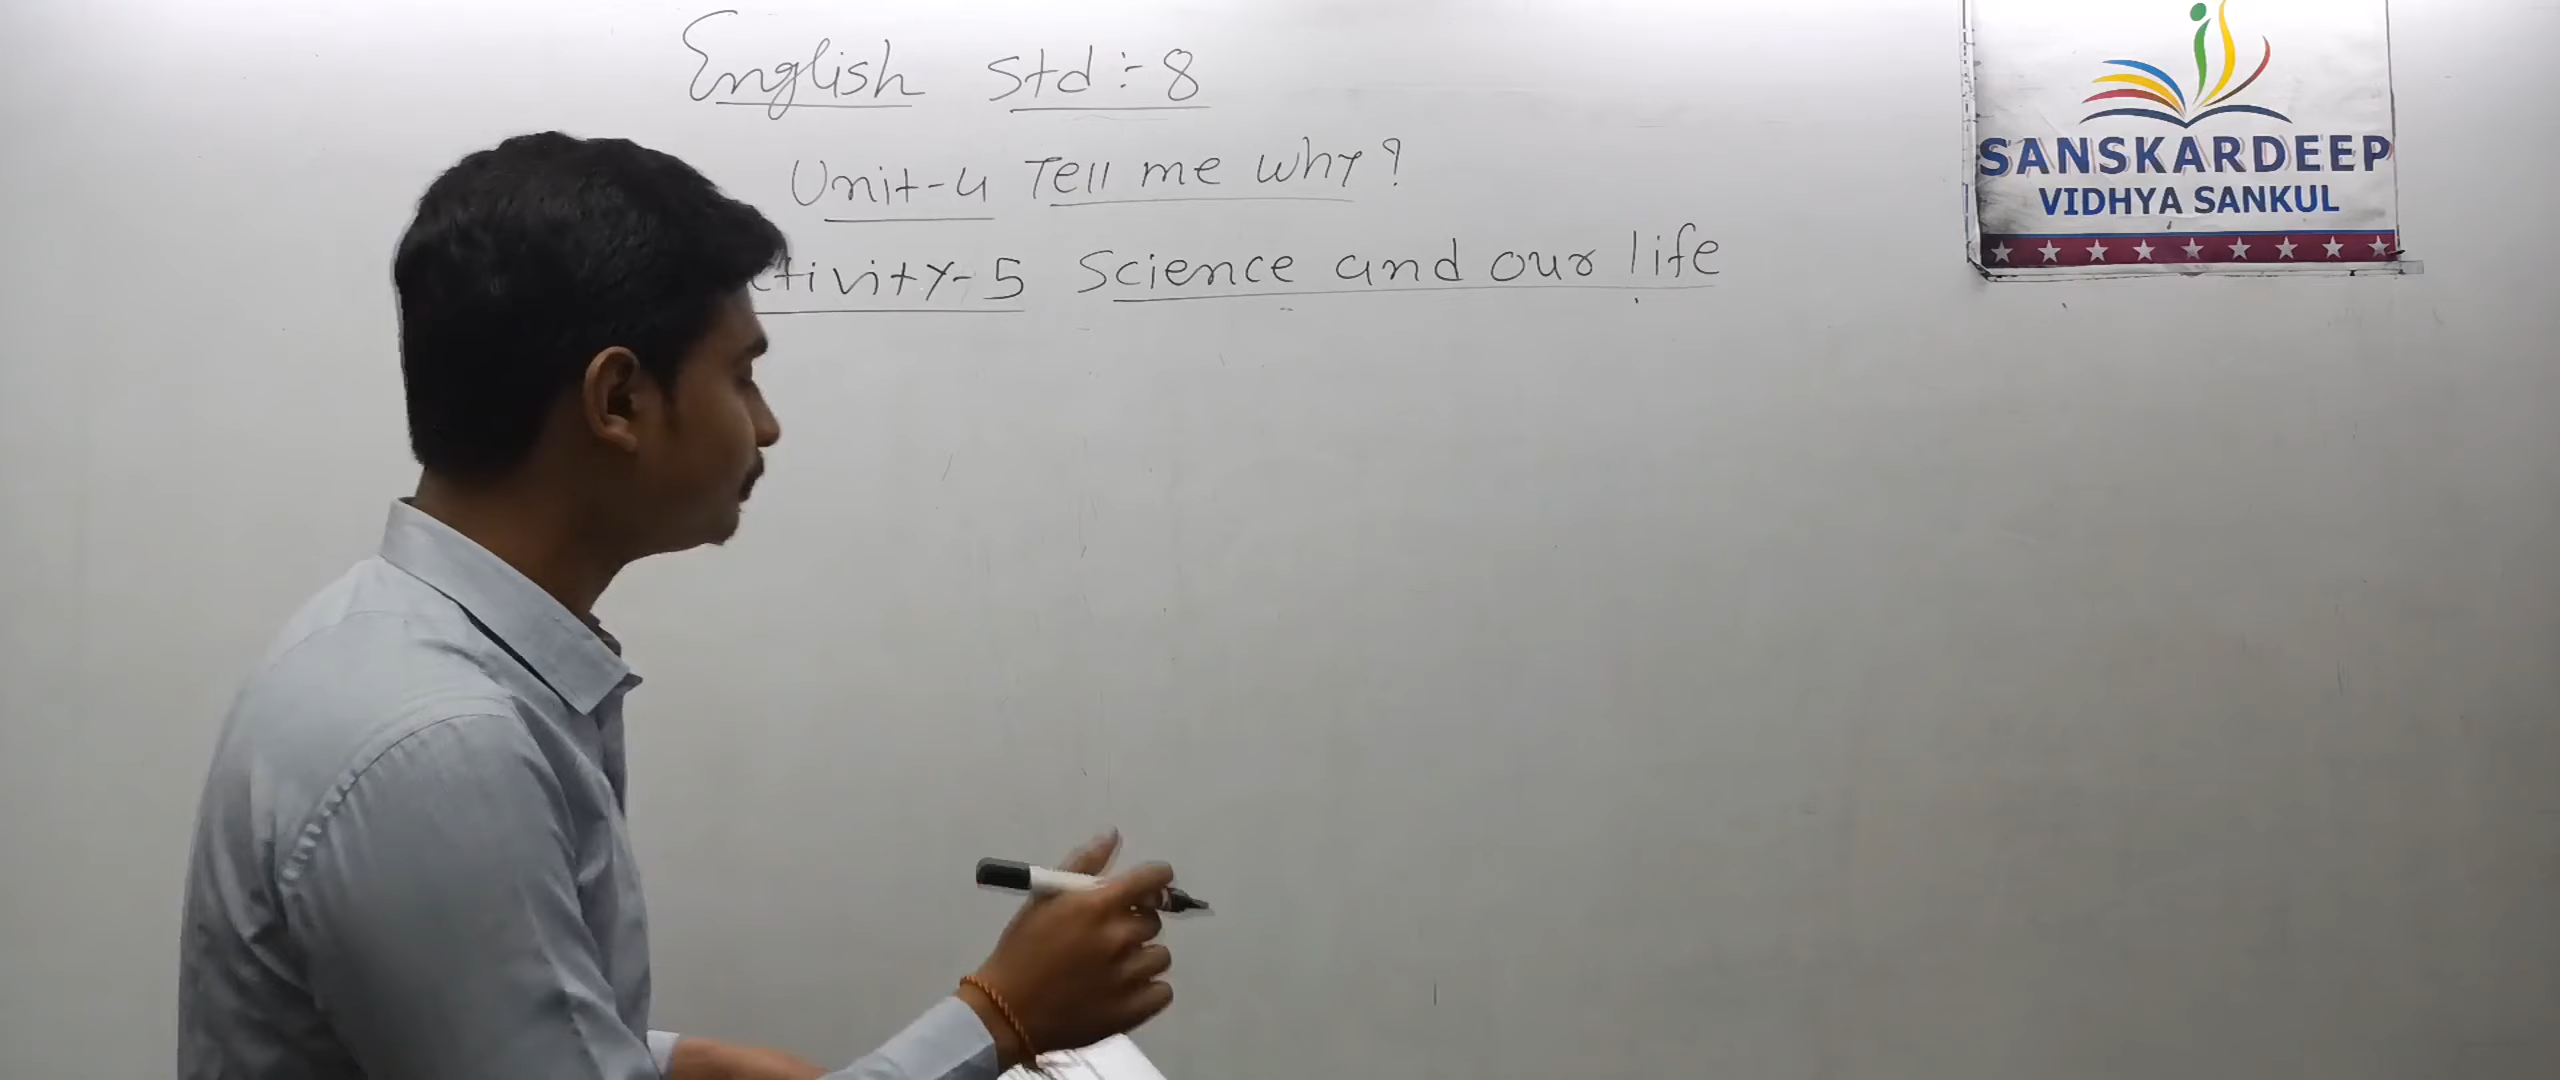 English Std :- 8
Unit-4 Tell me why?
ctivity-5 Science and our life
SANSKARDEEP
VIDHYA SANKUL